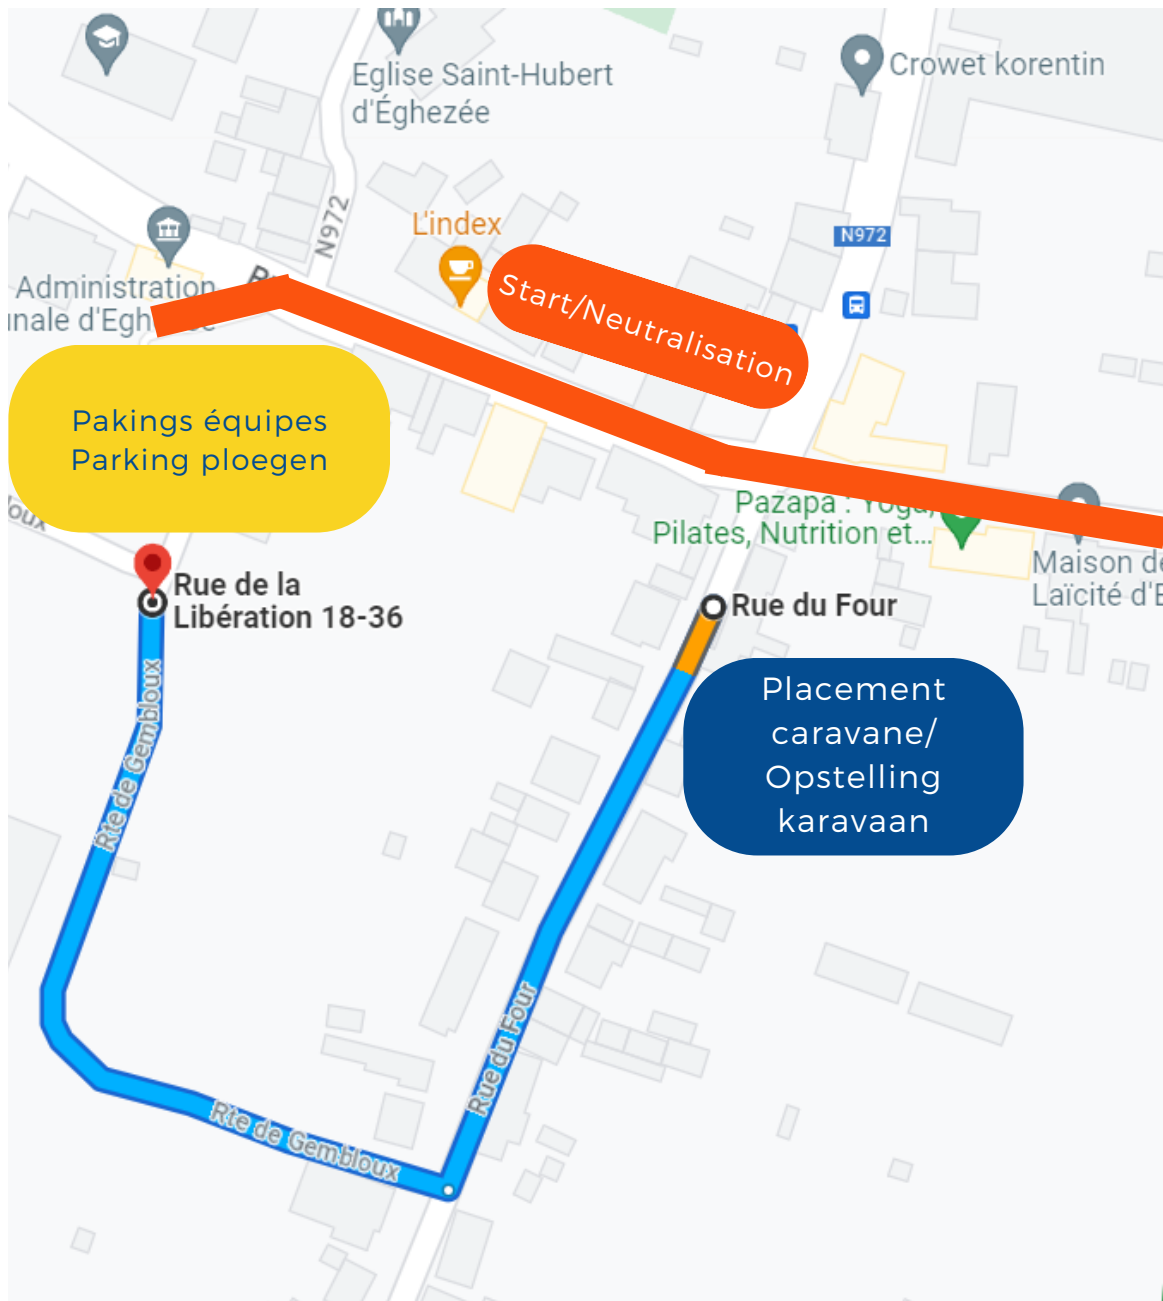 Eglise Saint-Hubert
d'Éghezée
Crowet korentin
N972
L'index
N972
Start/Neutralisation
Administration
Pakings équipes
Parking ploegen
Pazapa : Yoga,
Pilates, Nutrition et...
Maison de
Laïcité d'E
Rue de la
Libération 18-36
Rue du Four
Placement
caravane/
Opstelling
karavaan
Rte de Gembloux
Rue du Four
Rte de Gembloux